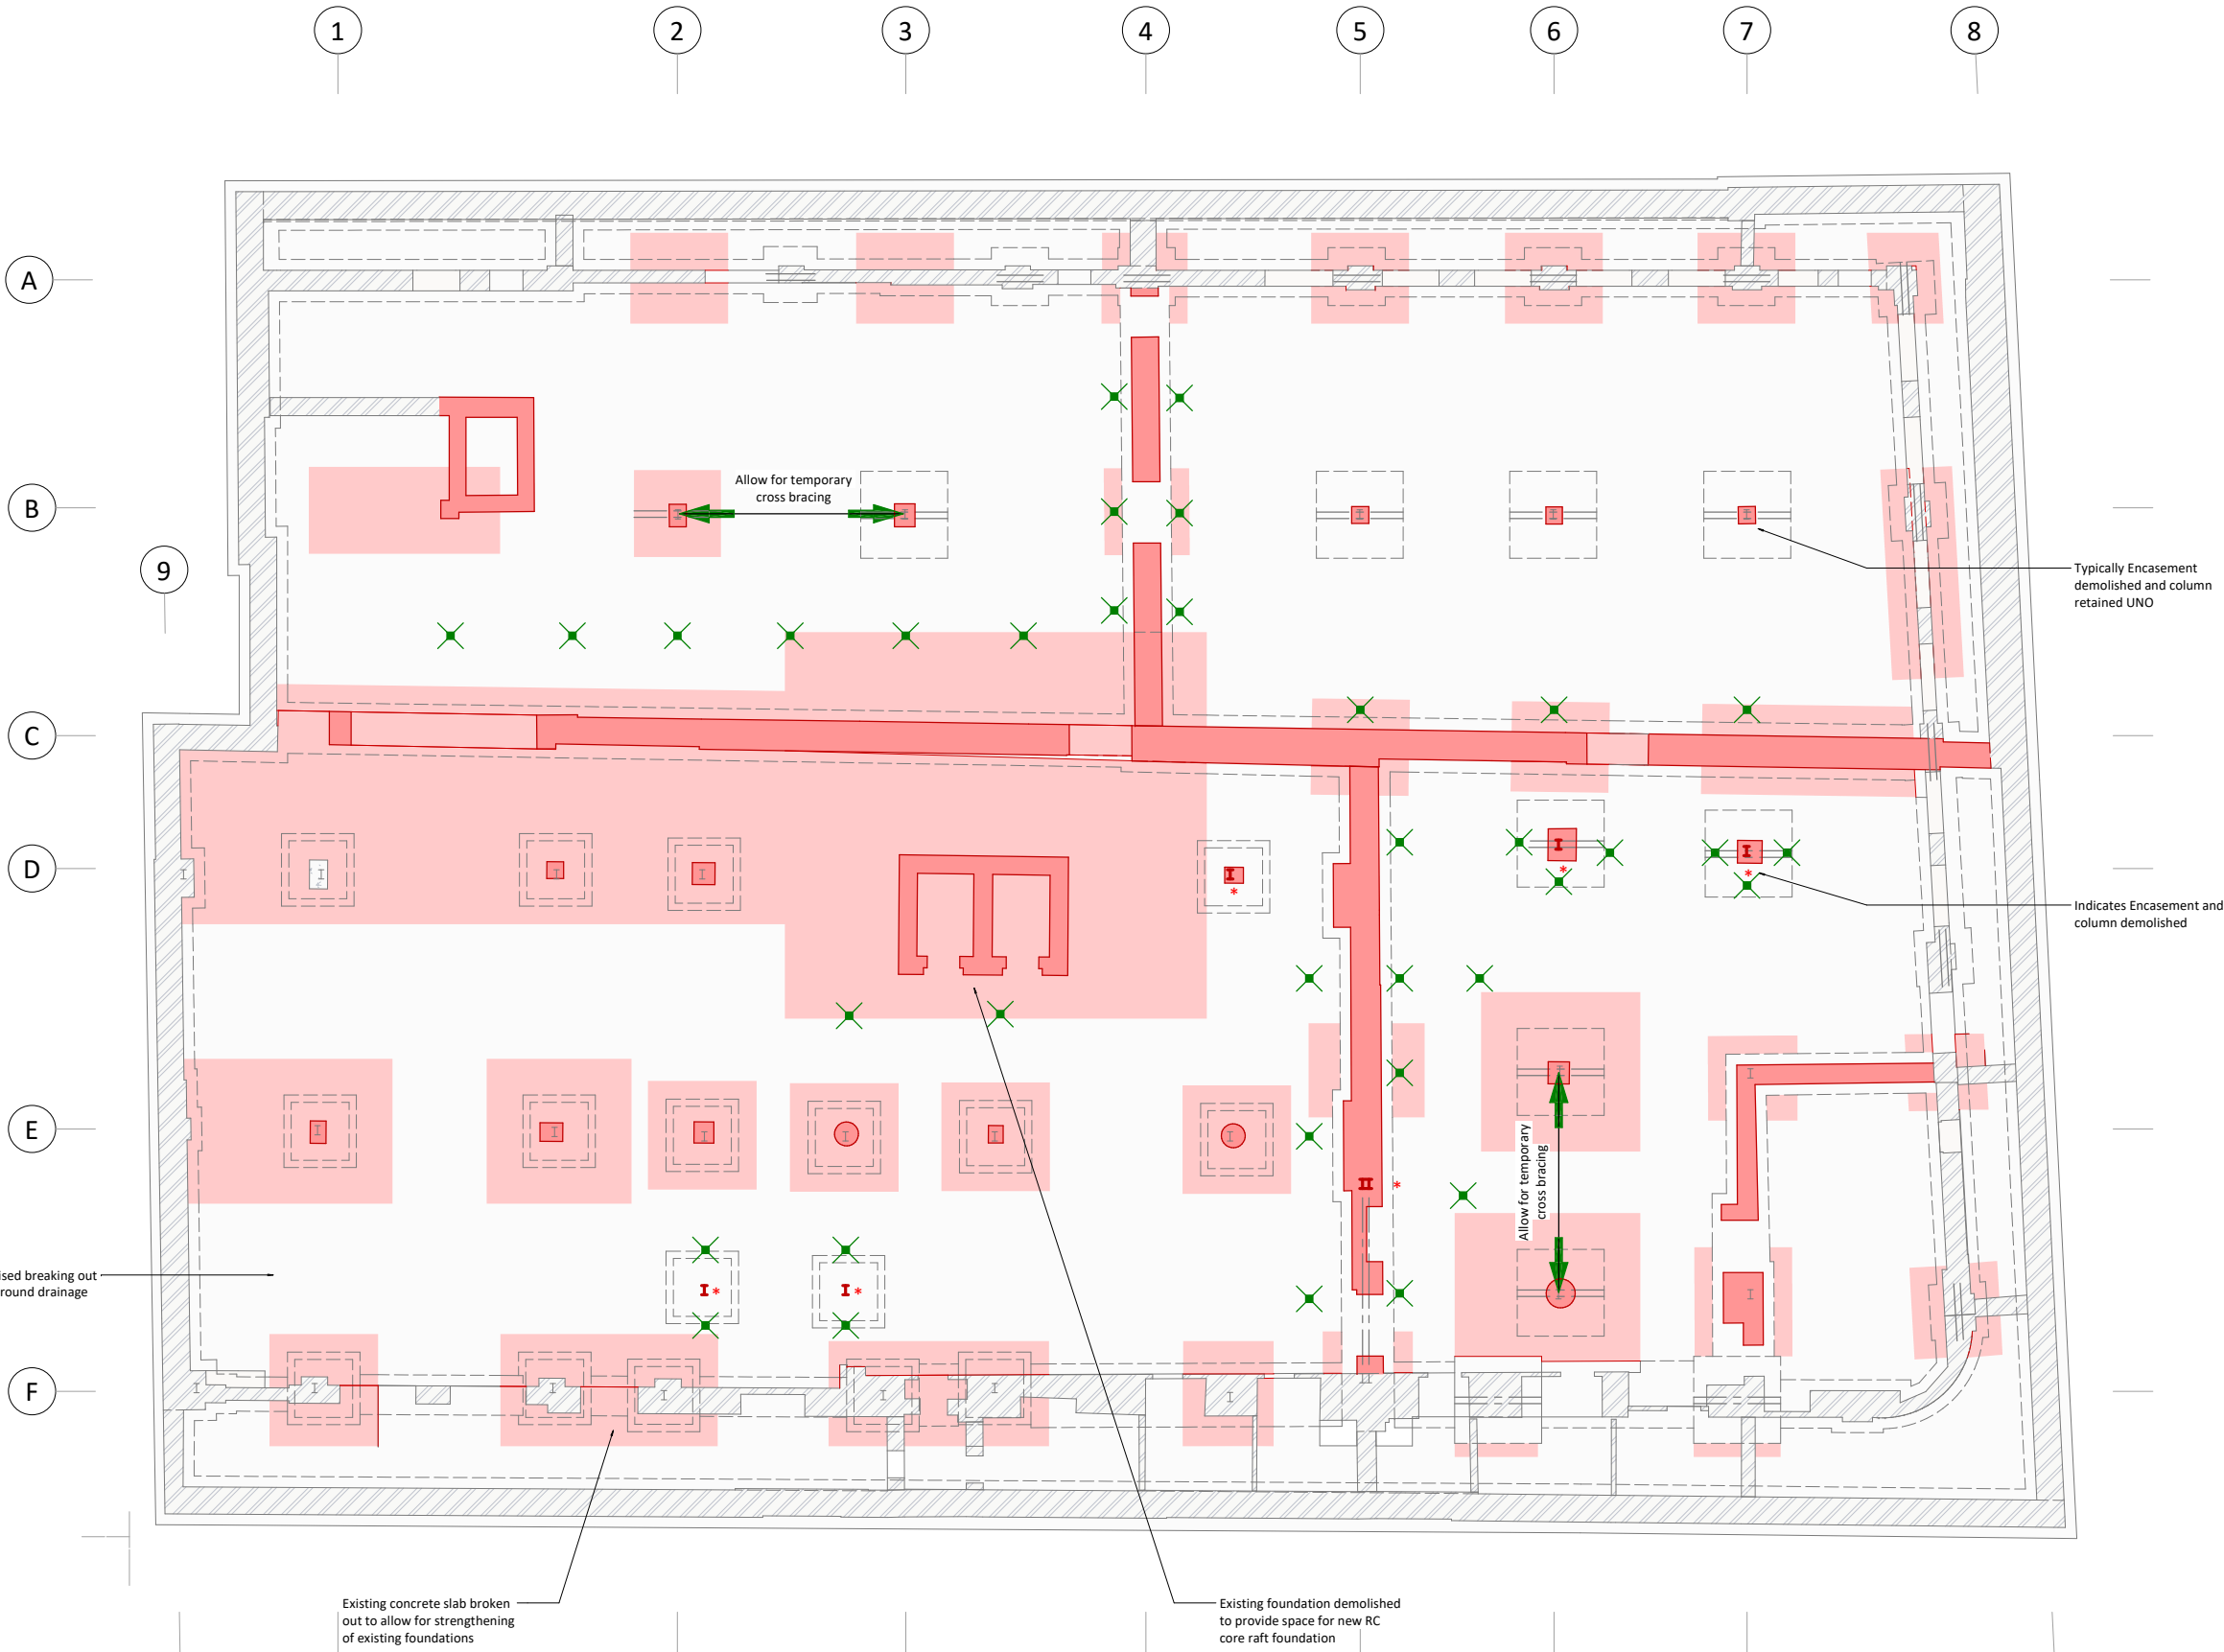 1 2 3 4 5 6 7 8
A
Allow for temporary
cross bracing
B
9
Typically Encasement
demolished and column
retained UNO
C
D
*
*
*
Indicates Encasement and
column demolished
E
Allow for temporary
cross bracing
*
breaking out
drainage
*
*
F
Existing concrete slab broken
out to allow for strengthening
of existing foundations
Existing foundation demolished
to provide space for new RC
core raft foundation